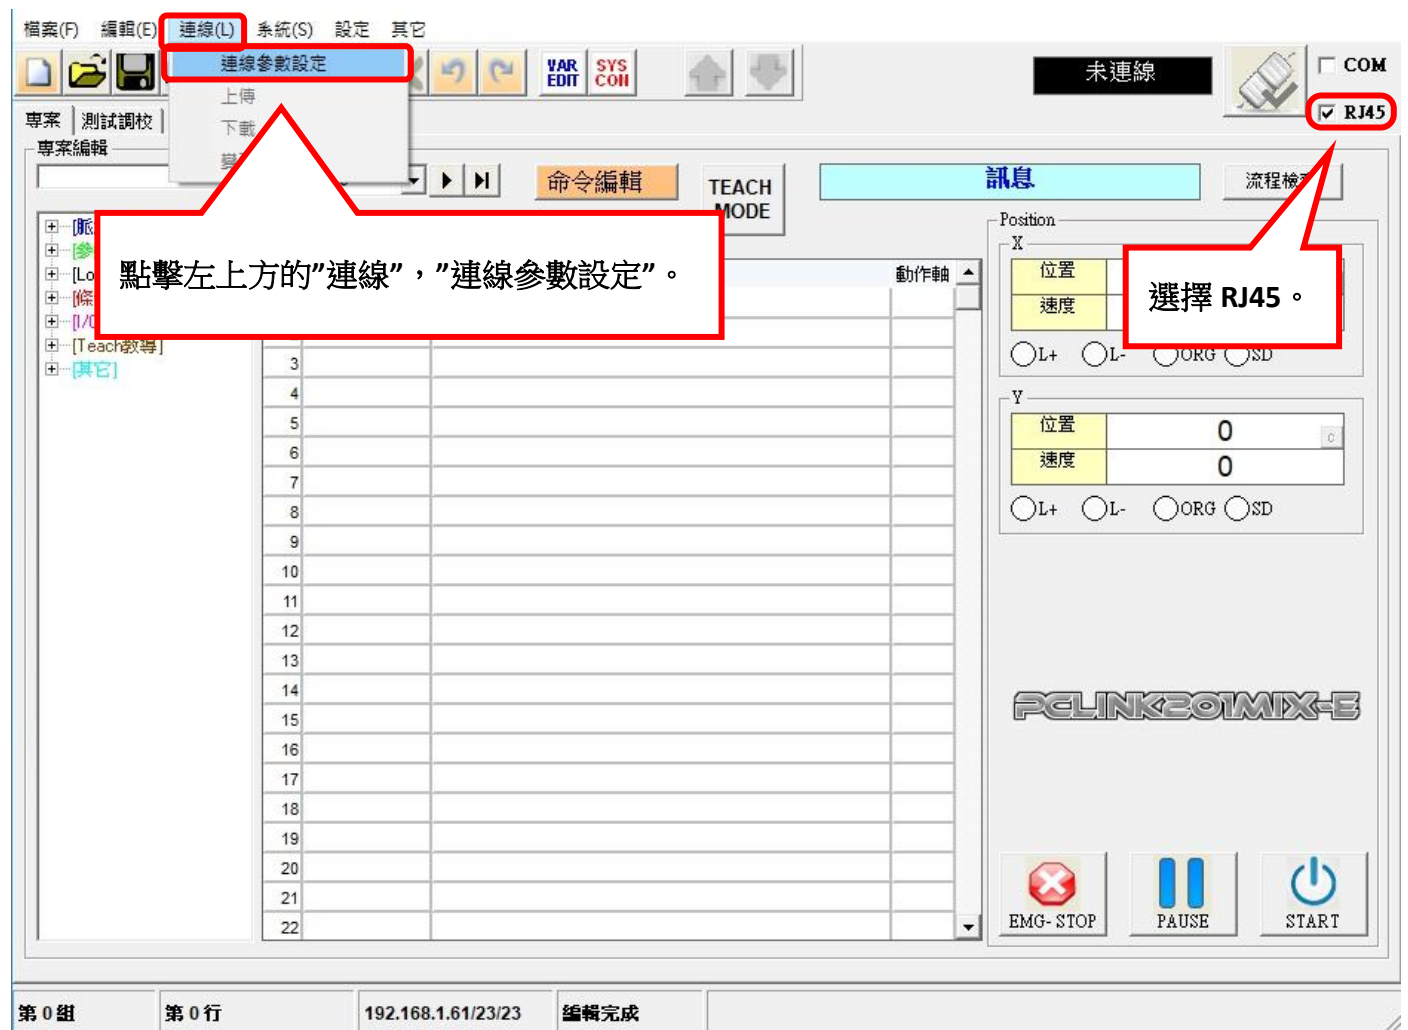 檔案(F) 編輯(E) 連線(L) 系統(S) 設定 其它
連線參數設定
上傳
下載
VAR EDIT
SYS CON
未連線
COM
RJ45
專案 測試調校
專案編輯
命令編輯
TEACH MODE
訊息
流程檢
點擊左上方的”連線”，”連線參數設定”。
選擇 RJ45。
[脈
[參
[Lo
[條
[I/O
[Teach教導]
[其它]
動作軸
3
4
5
6
7
8
9
10
11
12
13
14
15
16
17
18
19
20
21
22
Position
X
位置
速度
L+ L- ORG SD
Y
位置 0 C
速度 0
L+ L- ORG SD
PCLINK201MIX-E
EMG- STOP PAUSE START
第 0 組 第 0 行 192.168.1.61/23/23 編輯完成